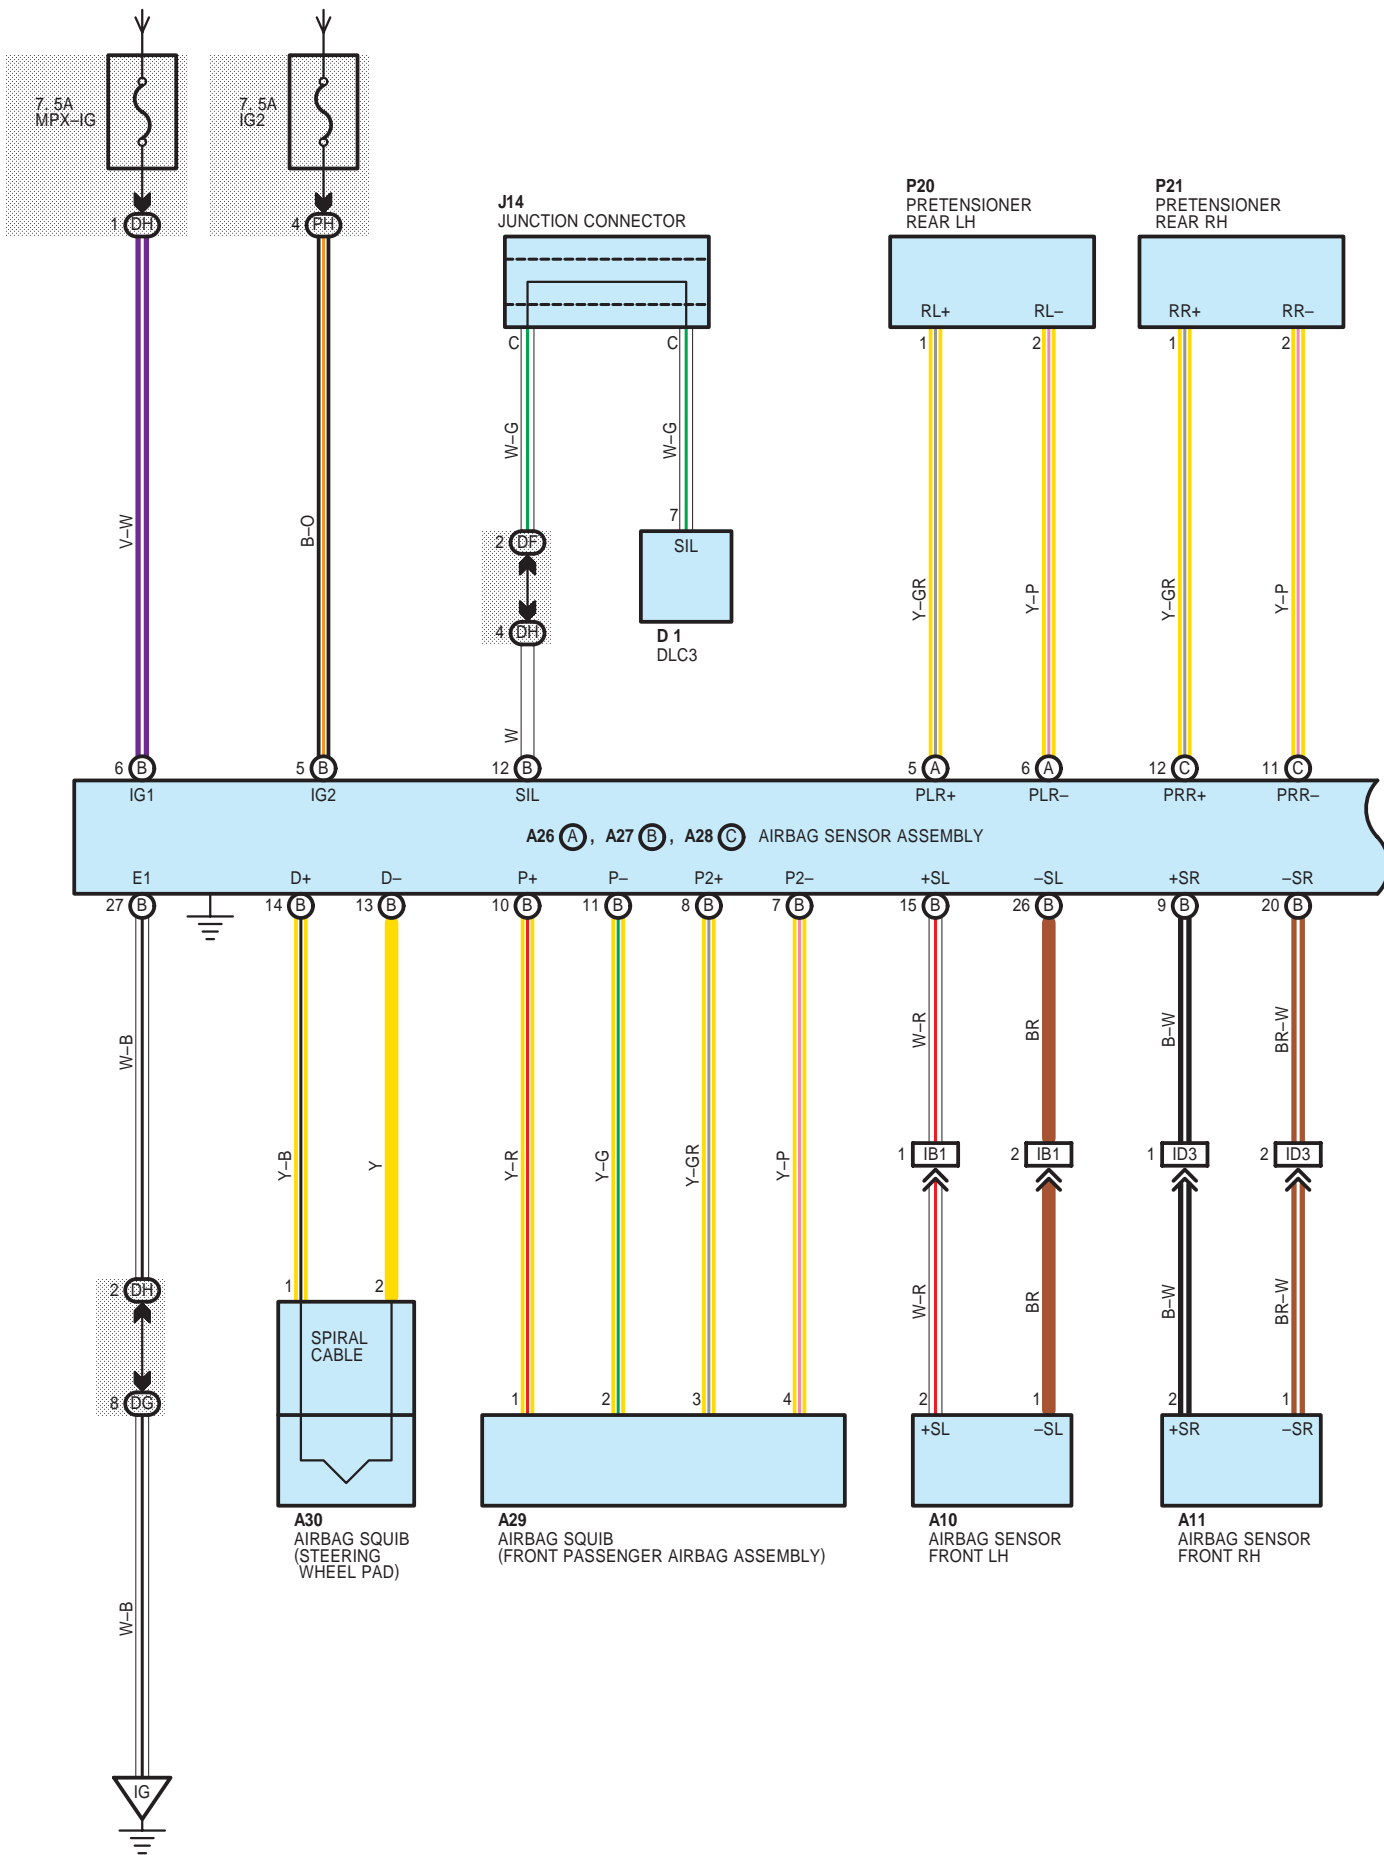 7. 5A
MPX–IG
7. 5A
IG2
1 DH
4 PH
J14
JUNCTION CONNECTOR
P20
PRETENSIONER
REAR LH
P21
PRETENSIONER
REAR RH
RL+ RL–
RR+ RR–
C C
1 2
1 2
W–G
W–G
V–W
B–O
7
SIL
2 DF
4 DH
D 1
DLC3
Y–GR
Y–P
Y–GR
Y–P
W
6 B
5 B
12 B
5 A
6 A
12 C
11 C
IG1
IG2
SIL
PLR+
PLR–
PRR+
PRR–
A26 A , A27 B , A28 C AIRBAG SENSOR ASSEMBLY
E1
D+
D–
P+
P–
P2+
P2–
+SL
–SL
+SR
–SR
27 B
14 B
13 B
10 B
11 B
8 B
7 B
15 B
26 B
9 B
20 B
W–B
W–R
BR
B–W
BR–W
Y–B
Y
Y–R
Y–G
Y–GR
Y–P
1 IB1
2 IB1
1 ID3
2 ID3
2 DH
8 DG
1 2
SPIRAL
CABLE
W–R
BR
B–W
BR–W
1 2 3 4
2 1
2 1
+SL –SL
+SR –SR
A30
AIRBAG SQUIB
(STEERING
WHEEL PAD)
A29
AIRBAG SQUIB
(FRONT PASSENGER AIRBAG ASSEMBLY)
A10
AIRBAG SENSOR
FRONT LH
A11
AIRBAG SENSOR
FRONT RH
W–B
IG